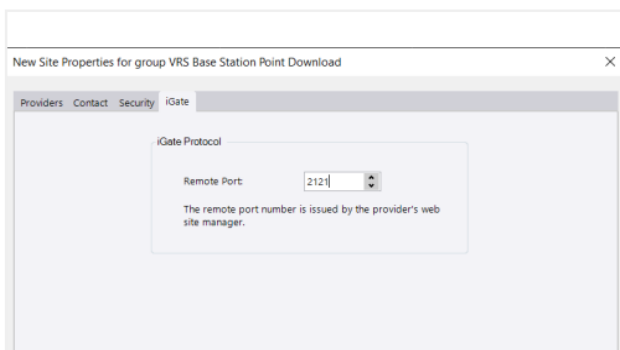 New Site Properties for group VRS Base Station Point Download
Providers Contact Security iGate
iGate Protocol
Remote Port: 2121
The remote port number is issued by the provider's web
site manager.